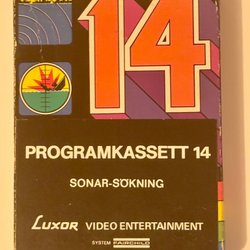 14
PROGRAMKASSETT 14
SONAR-SÖKNING
LUXOR VIDEO ENTERTAINMENT
SYSTEM FAIRCHILD